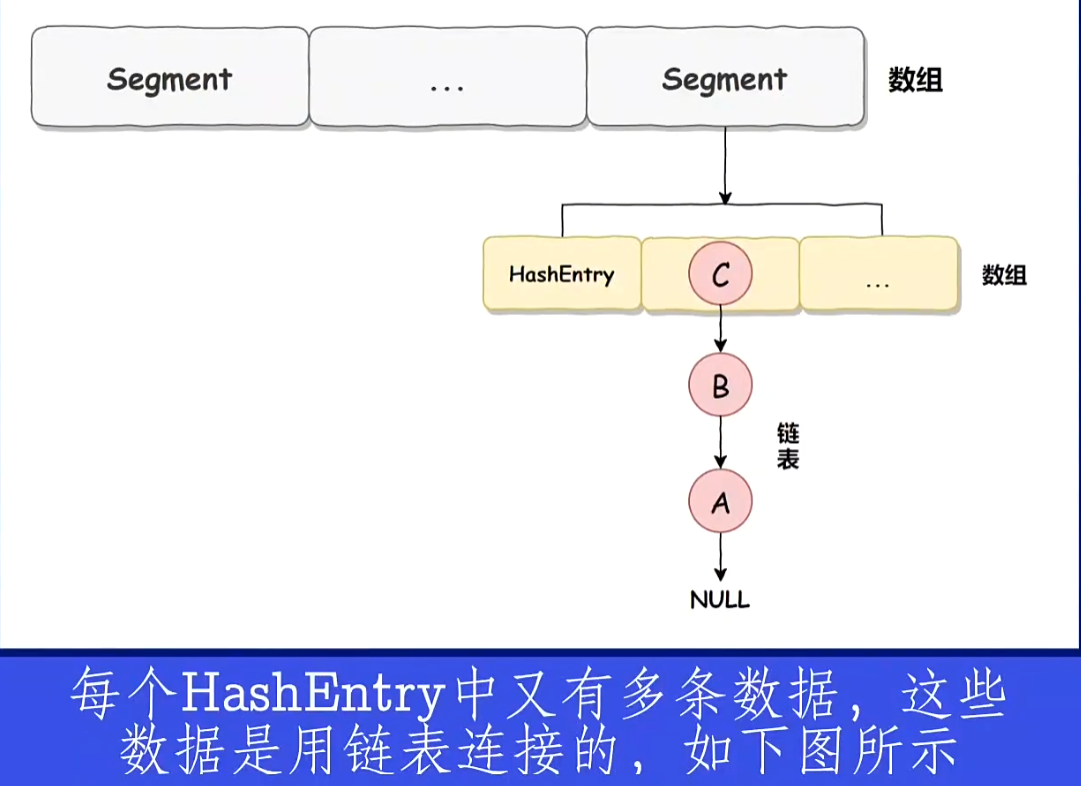 Segment
...
Segment
数组
HashEntry
C
...
数组
B
链
表
A
NULL
每个HashEntry中又有多条数据，这些
数据是用链表连接的，如下图所示